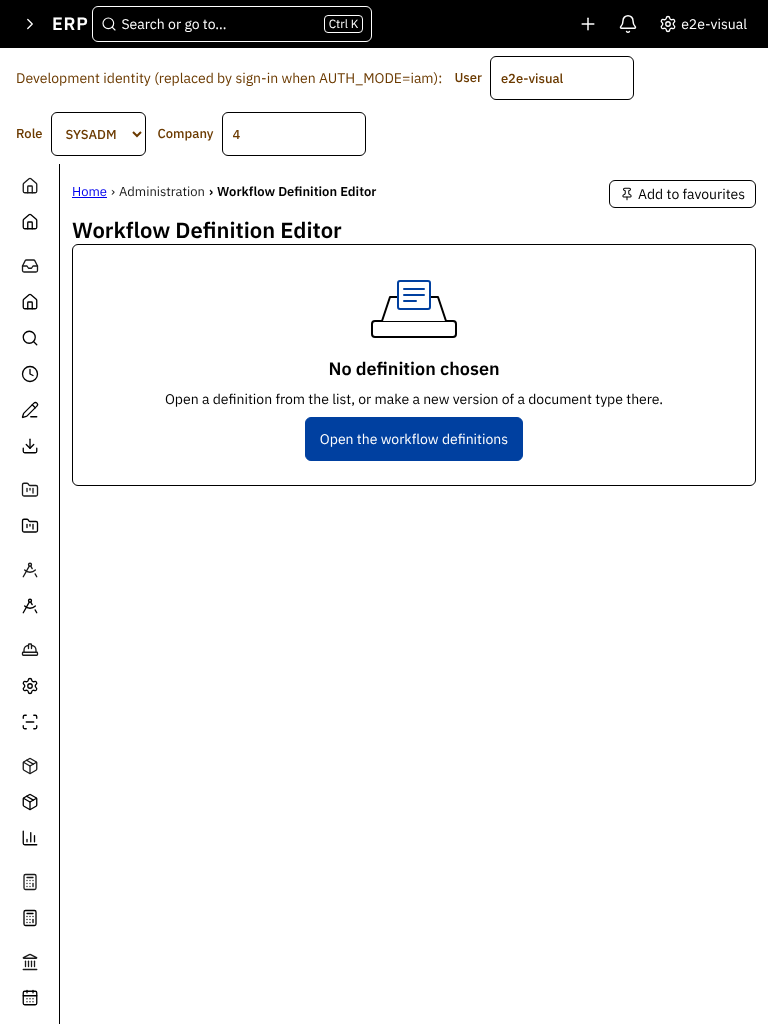 ERP Search or go to... Ctrl K e2e-visual
Development identity (replaced by sign-in when AUTH_MODE=iam): User e2e-visual
Role SYSADM Company 4
Home › Administration › Workflow Definition Editor Add to favourites
Workflow Definition Editor
No definition chosen
Open a definition from the list, or make a new version of a document type there.
Open the workflow definitions